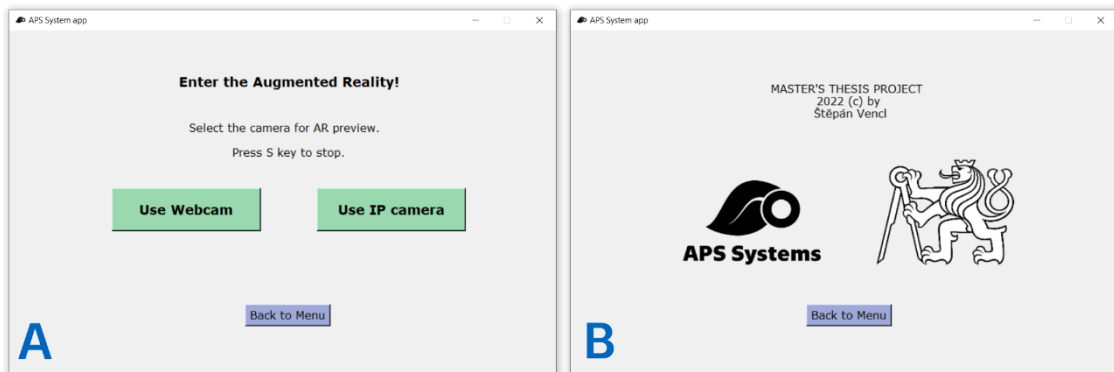 APS System app
Enter the Augmented Reality!
Select the camera for AR preview.
Press S key to stop.
Use Webcam
Use IP camera
Back to Menu
A
APS System app
MASTER'S THESIS PROJECT
2022 (c) by
Štěpán Vencl
APS Systems
Back to Menu
B